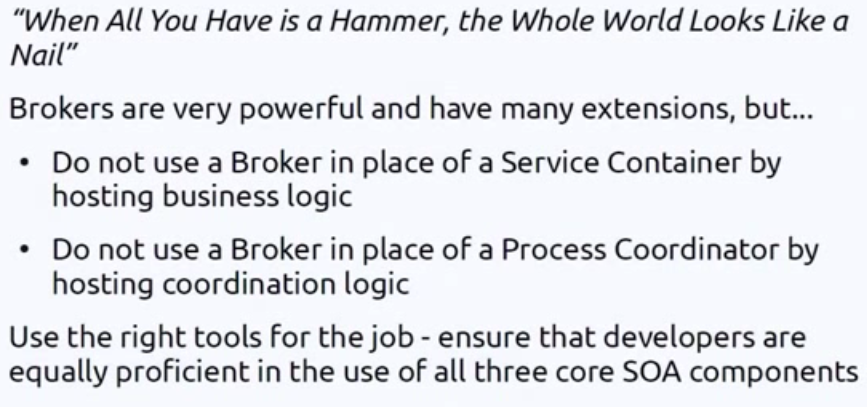 “When All You Have is a Hammer, the Whole World Looks Like a
Nail”
Brokers are very powerful and have many extensions, but...
• Do not use a Broker in place of a Service Container by
hosting business logic
• Do not use a Broker in place of a Process Coordinator by
hosting coordination logic
Use the right tools for the job - ensure that developers are
equally proficient in the use of all three core SOA components